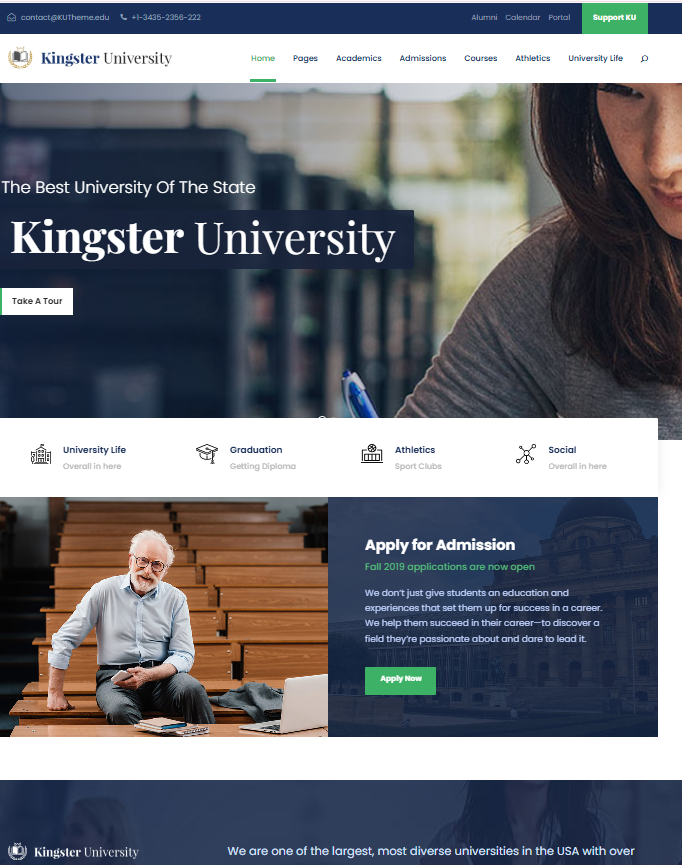 contact@KUTheme.edu +1-3435-2356-222 Alumni Calendar Portal Support KU
Kingster University Home Pages Academics Admissions Courses Athletics University Life
The Best University Of The State
Kingster University
Take A Tour
University Life Graduation Athletics Social
Overall in here Getting Diploma Sport Clubs Overall in here
Apply for Admission
Fall 2019 applications are now open
We don't just give students an education and
experiences that set them up for success in a career.
We help them succeed in their career—to discover a
field they're passionate about and dare to lead it.
Apply Now
Kingster University We are one of the largest, most diverse universities in the USA with over